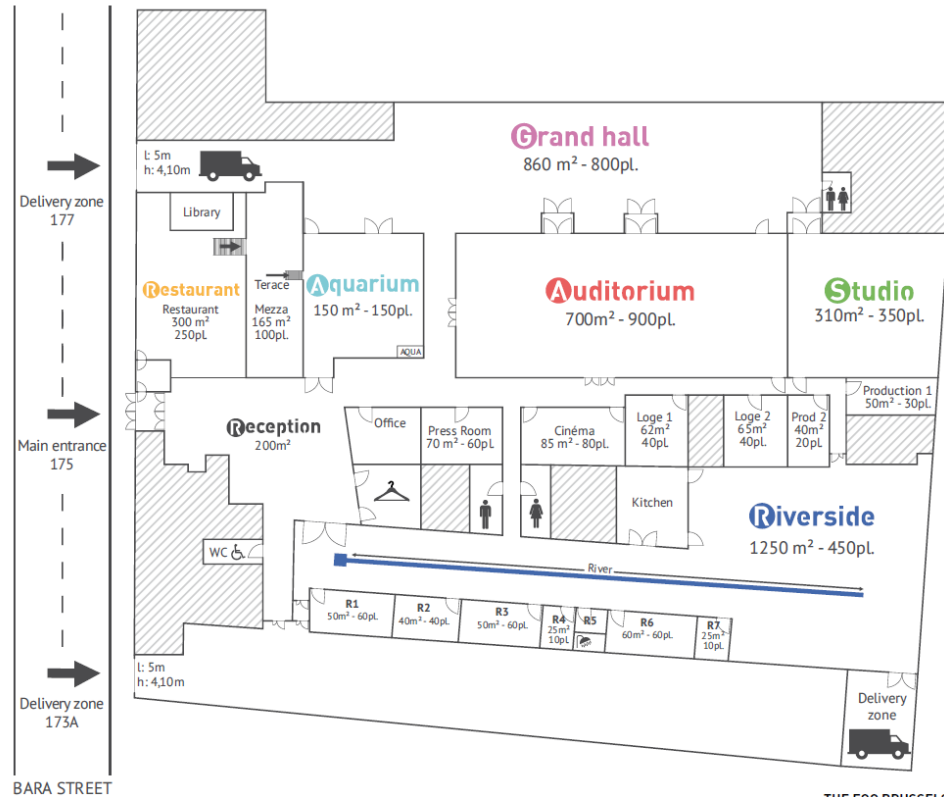 Grand hall
860 m² - 800pl.
l: 5m
h: 4,10m
Delivery zone
177
Library
Restaurant
Restaurant
300 m²
250pl.
Terace
Mezza
165 m²
100pl.
Aquarium
150 m² - 150pl.
AQUA
Auditorium
700m² - 900pl.
Studio
310m² - 350pl.
Main entrance
175
Reception
200m²
Office
Press Room
70 m² - 60pl.
Cinéma
85 m² - 80pl.
Loge 1
62m²
40pl.
Loge 2
65m²
40pl.
Prod 2
40m²
20pl.
Production 1
50m² - 30pl.
Kitchen
Riverside
1250 m² - 450pl.
WC
River
R1
50m² - 60pl.
R2
40m² - 40pl.
R3
50m² - 60pl.
R4
25m²
10pl.
R5
R6
60m² - 60pl.
R7
25m²
10pl.
l: 5m
h: 4,10m
Delivery zone
173A
Delivery
zone
BARA STREET